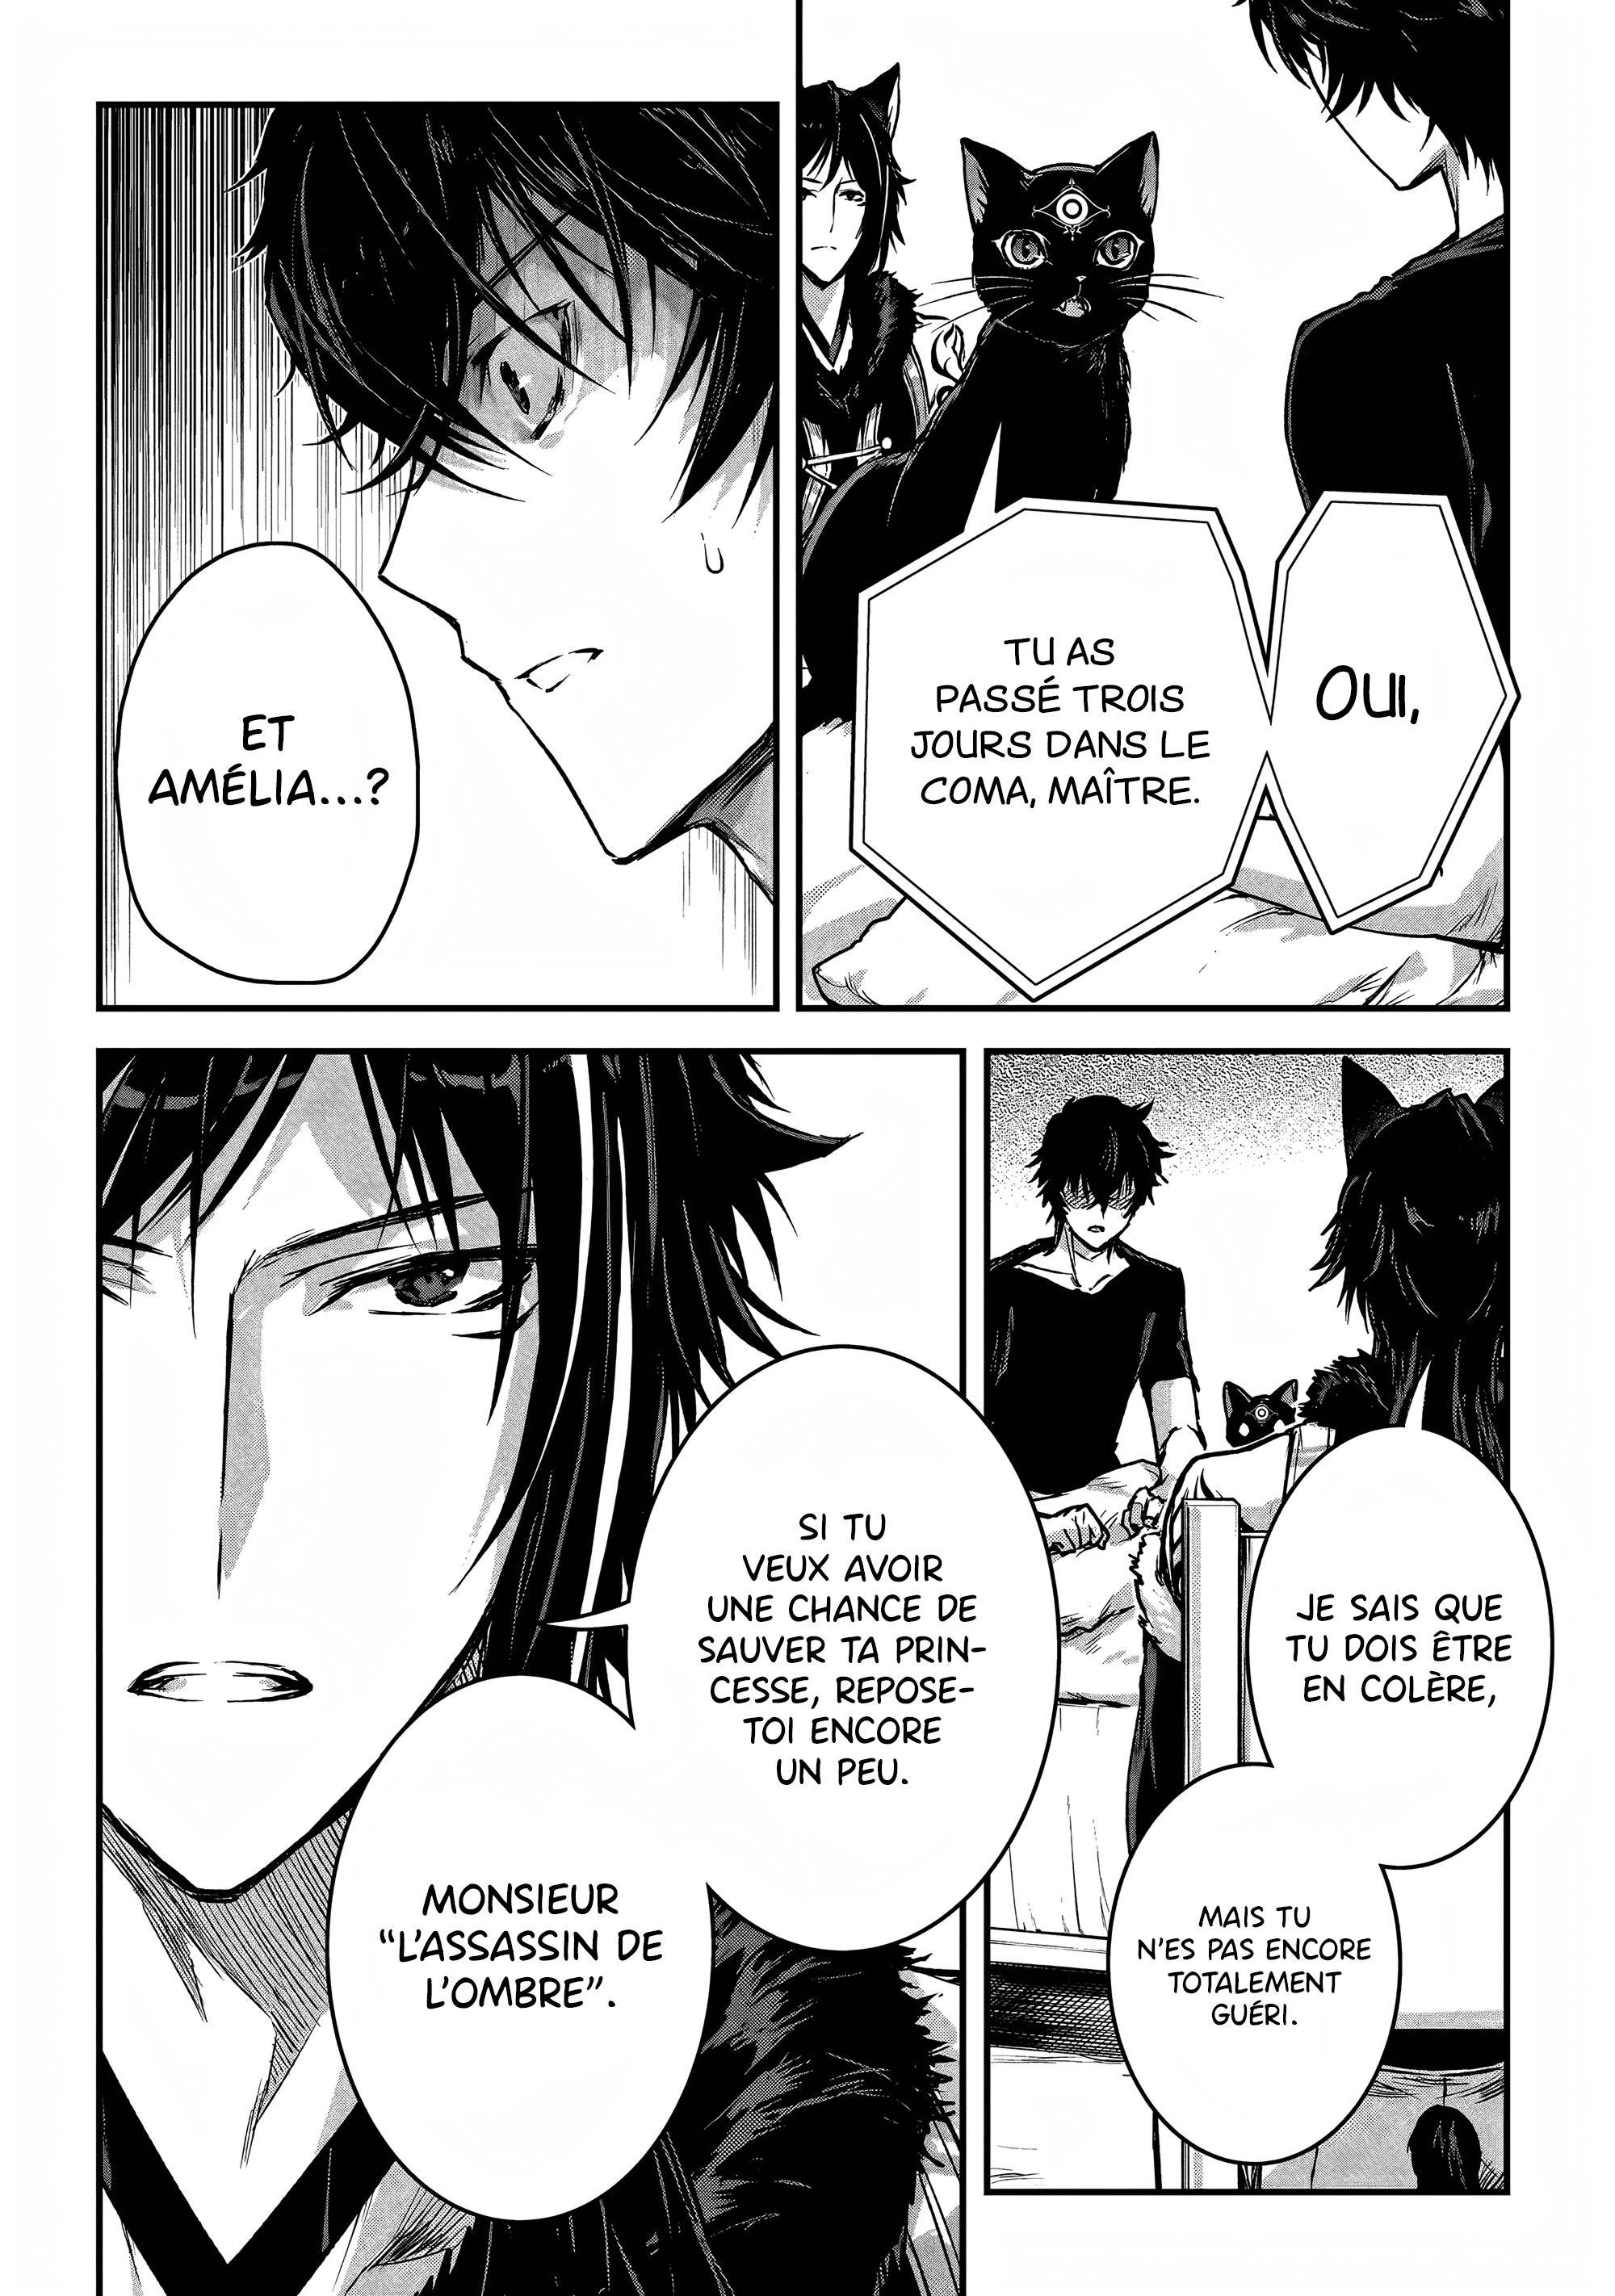 OUI,
TU AS
PASSÉ TROIS
JOURS DANS LE
COMA, MAÎTRE.
ET
AMÉLIA...?
JE SAIS QUE
TU DOIS ÊTRE
EN COLÈRE,
MAIS TU
N'ES PAS ENCORE
TOTALEMENT
GUÉRI.
SI TU
VEUX AVOIR
UNE CHANCE DE
SAUVER TA PRIN-
CESSE, REPOSE-
TOI ENCORE
UN PEU.
MONSIEUR
“L'ASSASSIN DE
L'OMBRE”.